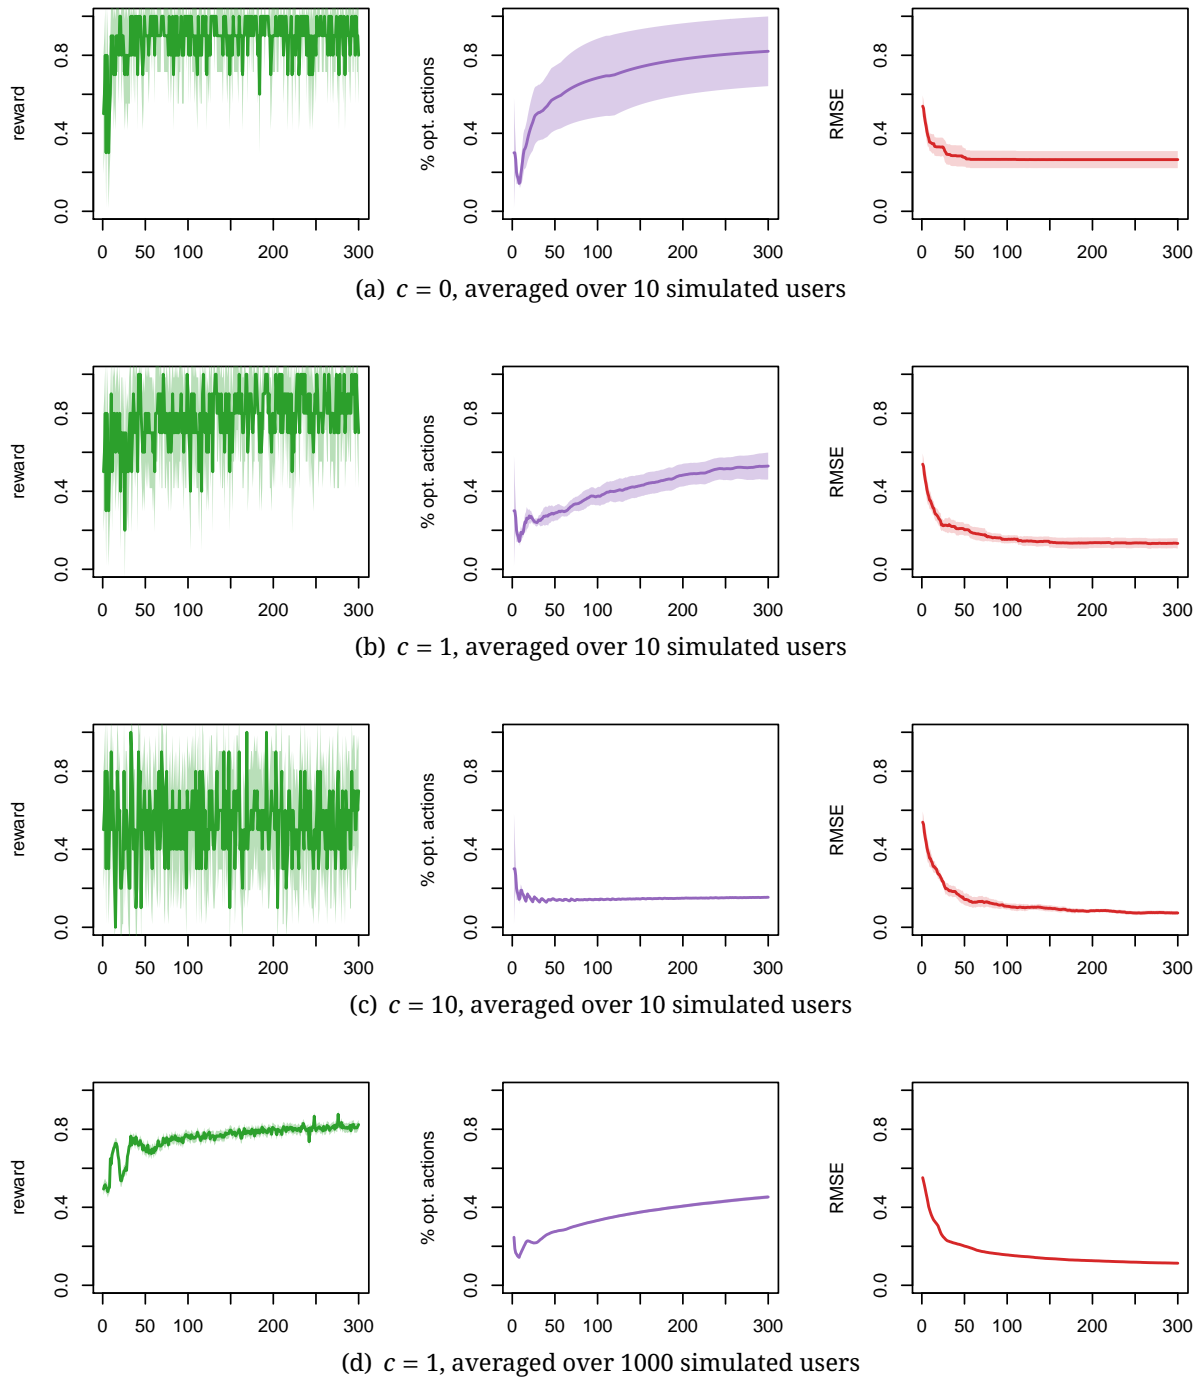 reward
0.0 0.4 0.8
0 50 100 200 300
% opt. actions
0.0 0.4 0.8
0 50 100 200 300
RMSE
0.0 0.4 0.8
0 50 100 200 300
(a) c = 0, averaged over 10 simulated users
reward
0.0 0.4 0.8
0 50 100 200 300
% opt. actions
0.0 0.4 0.8
0 50 100 200 300
RMSE
0.0 0.4 0.8
0 50 100 200 300
(b) c = 1, averaged over 10 simulated users
reward
0.0 0.4 0.8
0 50 100 200 300
% opt. actions
0.0 0.4 0.8
0 50 100 200 300
RMSE
0.0 0.4 0.8
0 50 100 200 300
(c) c = 10, averaged over 10 simulated users
reward
0.0 0.4 0.8
0 50 100 200 300
% opt. actions
0.0 0.4 0.8
0 50 100 200 300
RMSE
0.0 0.4 0.8
0 50 100 200 300
(d) c = 1, averaged over 1000 simulated users